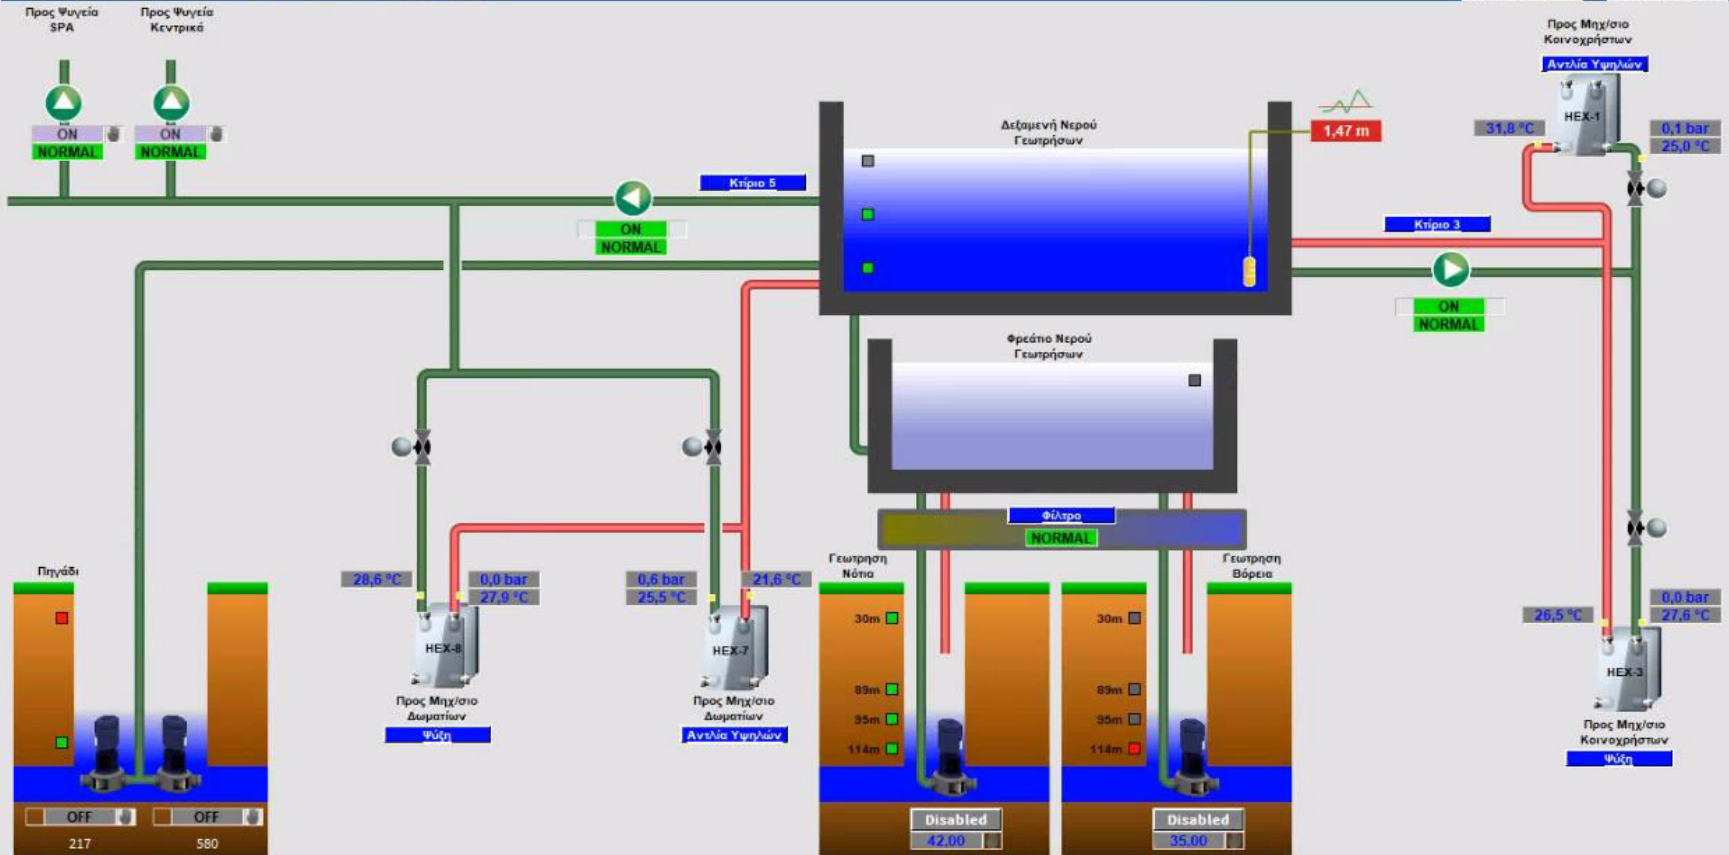 Προς Ψυγεία
SPA
Προς Ψυγεία
Κεντρικά
ON
NORMAL
ON
NORMAL
Κτίριο 5
ON
NORMAL
Δεξαμενή Νερού
Γεωτρήσων
1,47 m
Προς Μηχ/σιο
Κοινοχρήστων
Αντλία Υψηλών
HEX-1
31,8 °C
0,1 bar
25,0 °C
Κτίριο 3
ON
NORMAL
Φρεάτιο Νερού
Γεωτρήσων
Φίλτρο
NORMAL
Πηγάδι
OFF
217
OFF
580
28,6 °C
0,0 bar
27,9 °C
HEX-8
Προς Μηχ/σιο
Δωματίων
Ψύξη
0,6 bar
25,5 °C
21,6 °C
HEX-7
Προς Μηχ/σιο
Δωματίων
Αντλία Υψηλών
Γεωτρηση
Νότια
30m
89m
95m
114m
Disabled
42.00
Γεωτρηση
Βόρεια
30m
89m
95m
114m
Disabled
35.00
26,5 °C
0,0 bar
27,6 °C
HEX-3
Προς Μηχ/σιο
Κοινοχρήστων
Ψύξη